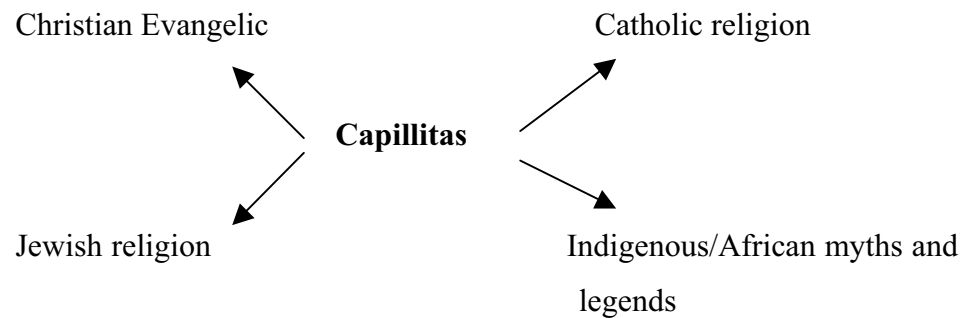 Christian Evangelic
Catholic religion
Capillitas
Jewish religion
Indigenous/African myths and
legends